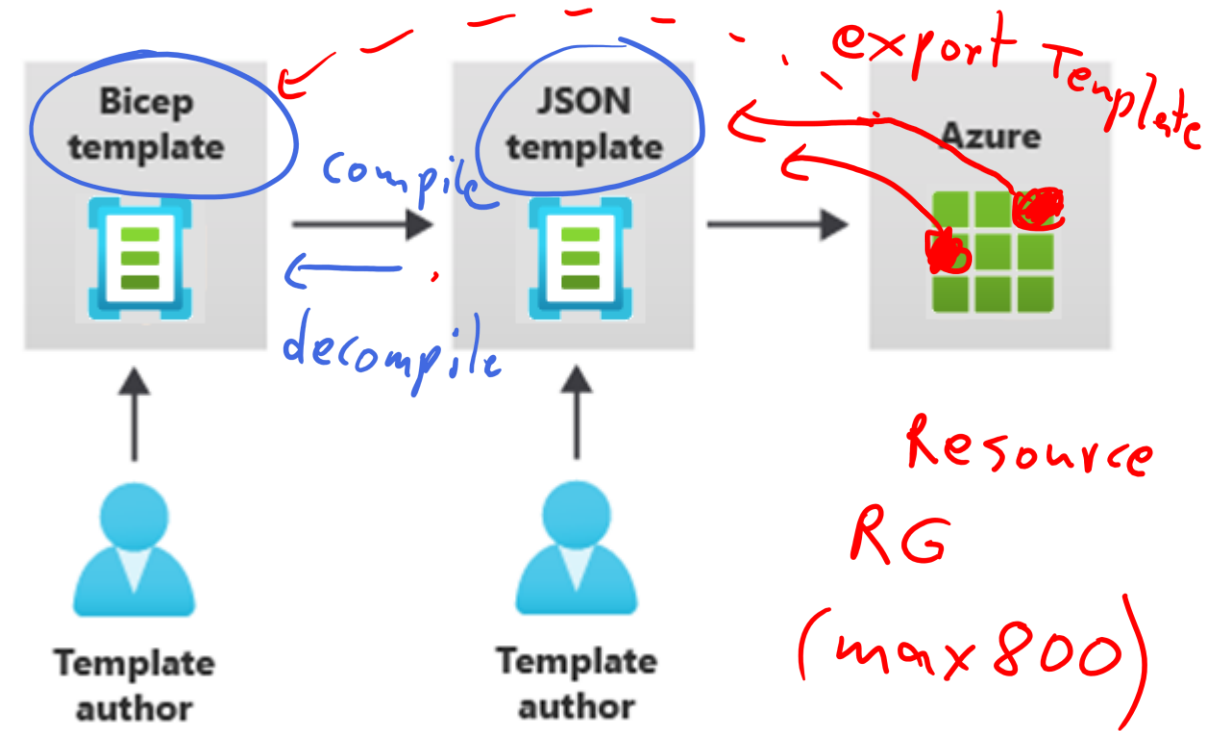 export Template
Bicep
template
JSON
template
Azure
compile
decompile
Resource
RG
(max 800)
Template
author
Template
author